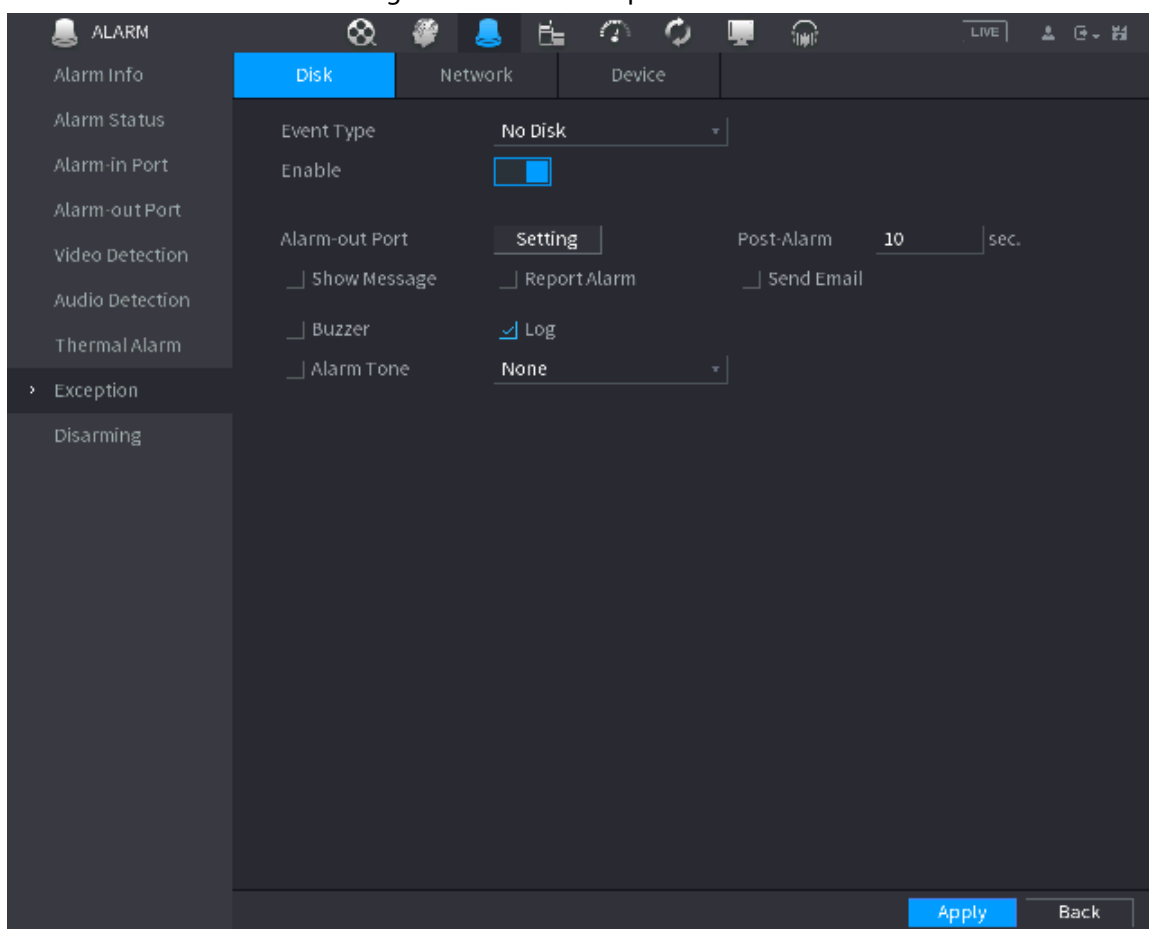 ALARM LIVE
Alarm Info Disk Network Device
Alarm Status Event Type No Disk
Alarm-in Port Enable
Alarm-out Port
Alarm-out Port Setting Post-Alarm 10 sec.
Video Detection
Show Message Report Alarm Send Email
Audio Detection
Buzzer Log
Thermal Alarm
Alarm Tone None
Exception
Disarming
Apply Back